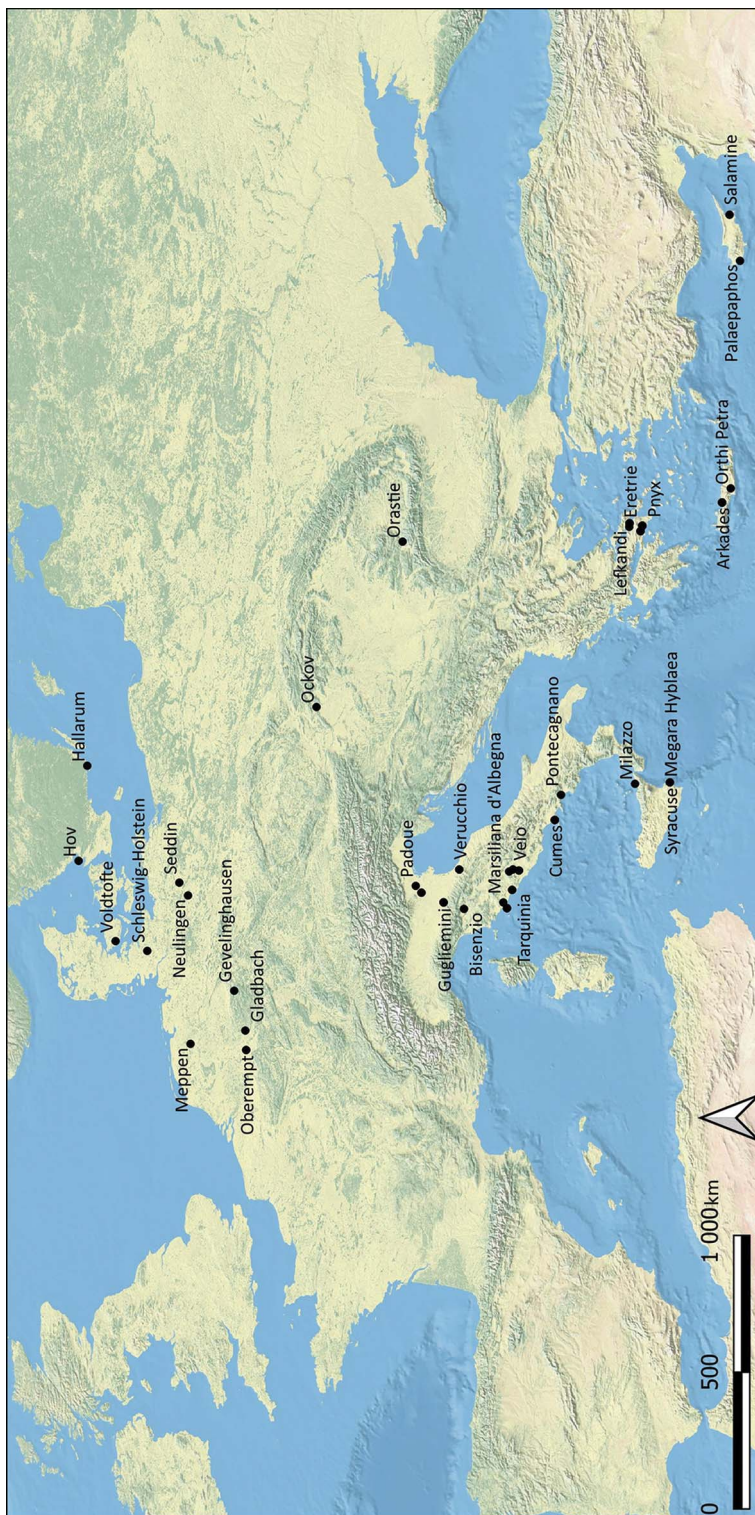 Hov
Hallarum
Voldtofte
Schleswig-Holstein
Seddin
Neulingen
Meppen
Gevelinghausen
Gladbach
Oberempt
Ockov
Orastie
Padoue
Gugliemini
Verucchio
Bisenzio
Marsiliana d'Albegna
Tarquinia
Veio
Cumes
Pontecagnano
Milazzo
Syracuse
Megara Hyblaea
Lefkandi
Eretrie
Pnyx
Arkades
Orthi Petra
Palaepaphos
Salamine
0 500 1 000 km